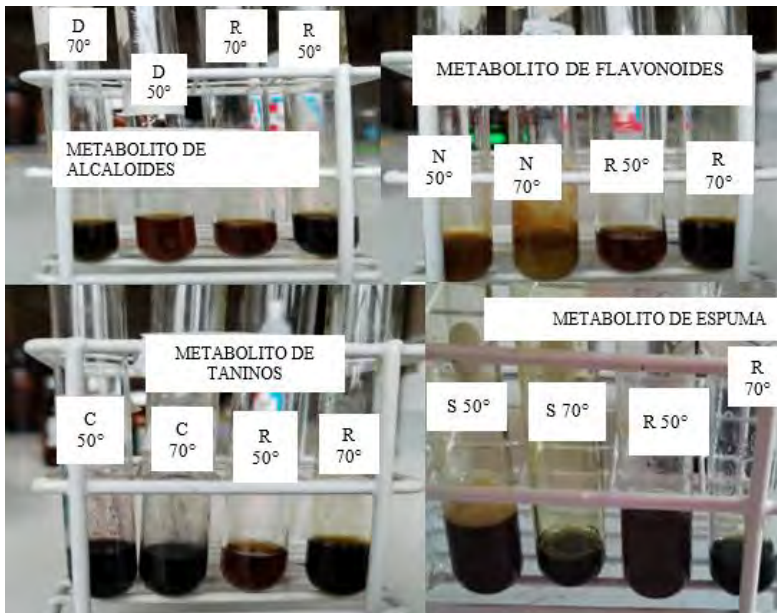 D
70°
D
50°
R
70°
R
50°
METABOLITO DE
ALCALOIDES
METABOLITO DE FLAVONOIDES
N
50°
N
70°
R 50°
R
70°
METABOLITO DE
TANINOS
C
50°
C
70°
R
50°
R
70°
METABOLITO DE ESPUMA
S 50°
S 70°
R 50°
R
70°